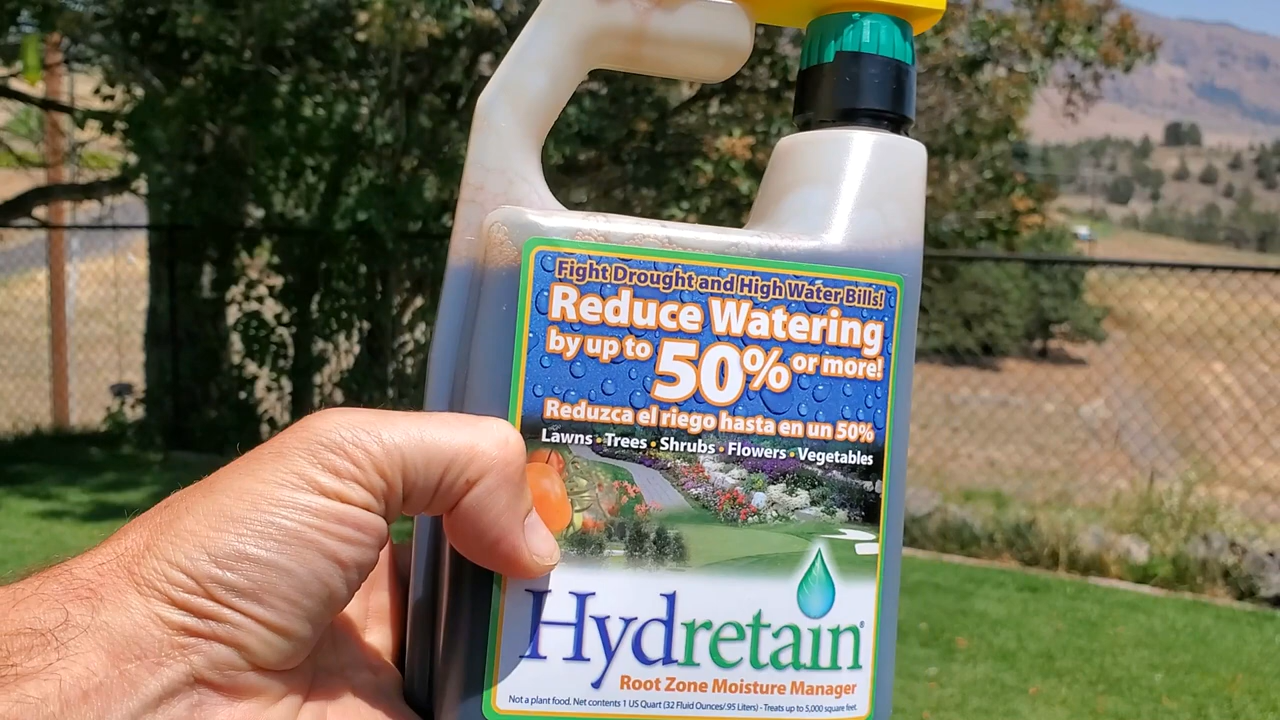 Fight Drought and High Water Bills!
Reduce Watering
by up to 50% or more!
Reduzca el riego hasta en un 50%
Lawns • Trees • Shrubs • Flowers • Vegetables
Hydretain®
Root Zone Moisture Manager
Not a plant food. Net contents 1 US Quart (32 Fluid Ounces/.95 Liters) - Treats up to 5,000 square feet.